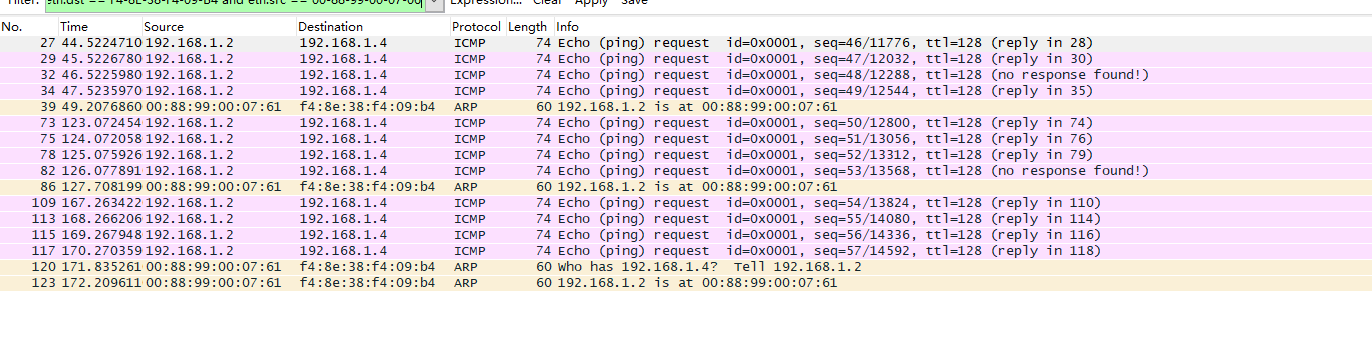 Filter: eth.dst == F4-8E-38-F4-09-B4 and eth.src == 00-88-99-00-07-60 Expression... Clear Apply Save
No. Time Source Destination Protocol Length Info
27 44.5224710 192.168.1.2 192.168.1.4 ICMP 74 Echo (ping) request id=0x0001, seq=46/11776, ttl=128 (reply in 28)
29 45.5226780 192.168.1.2 192.168.1.4 ICMP 74 Echo (ping) request id=0x0001, seq=47/12032, ttl=128 (reply in 30)
32 46.5225980 192.168.1.2 192.168.1.4 ICMP 74 Echo (ping) request id=0x0001, seq=48/12288, ttl=128 (no response found!)
34 47.5235970 192.168.1.2 192.168.1.4 ICMP 74 Echo (ping) request id=0x0001, seq=49/12544, ttl=128 (reply in 35)
39 49.2076860 00:88:99:00:07:61 f4:8e:38:f4:09:b4 ARP 60 192.168.1.2 is at 00:88:99:00:07:61
73 123.072454 192.168.1.2 192.168.1.4 ICMP 74 Echo (ping) request id=0x0001, seq=50/12800, ttl=128 (reply in 74)
75 124.072058 192.168.1.2 192.168.1.4 ICMP 74 Echo (ping) request id=0x0001, seq=51/13056, ttl=128 (reply in 76)
78 125.075926 192.168.1.2 192.168.1.4 ICMP 74 Echo (ping) request id=0x0001, seq=52/13312, ttl=128 (reply in 79)
82 126.077891 192.168.1.2 192.168.1.4 ICMP 74 Echo (ping) request id=0x0001, seq=53/13568, ttl=128 (no response found!)
86 127.708199 00:88:99:00:07:61 f4:8e:38:f4:09:b4 ARP 60 192.168.1.2 is at 00:88:99:00:07:61
109 167.263422 192.168.1.2 192.168.1.4 ICMP 74 Echo (ping) request id=0x0001, seq=54/13824, ttl=128 (reply in 110)
113 168.266206 192.168.1.2 192.168.1.4 ICMP 74 Echo (ping) request id=0x0001, seq=55/14080, ttl=128 (reply in 114)
115 169.267948 192.168.1.2 192.168.1.4 ICMP 74 Echo (ping) request id=0x0001, seq=56/14336, ttl=128 (reply in 116)
117 170.270359 192.168.1.2 192.168.1.4 ICMP 74 Echo (ping) request id=0x0001, seq=57/14592, ttl=128 (reply in 118)
120 171.835261 00:88:99:00:07:61 f4:8e:38:f4:09:b4 ARP 60 Who has 192.168.1.4? Tell 192.168.1.2
123 172.209611 00:88:99:00:07:61 f4:8e:38:f4:09:b4 ARP 60 192.168.1.2 is at 00:88:99:00:07:61